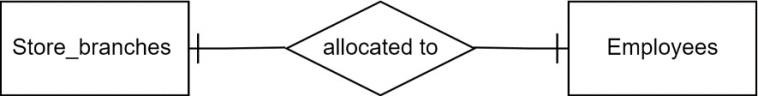 Store_branches
allocated to
Employees